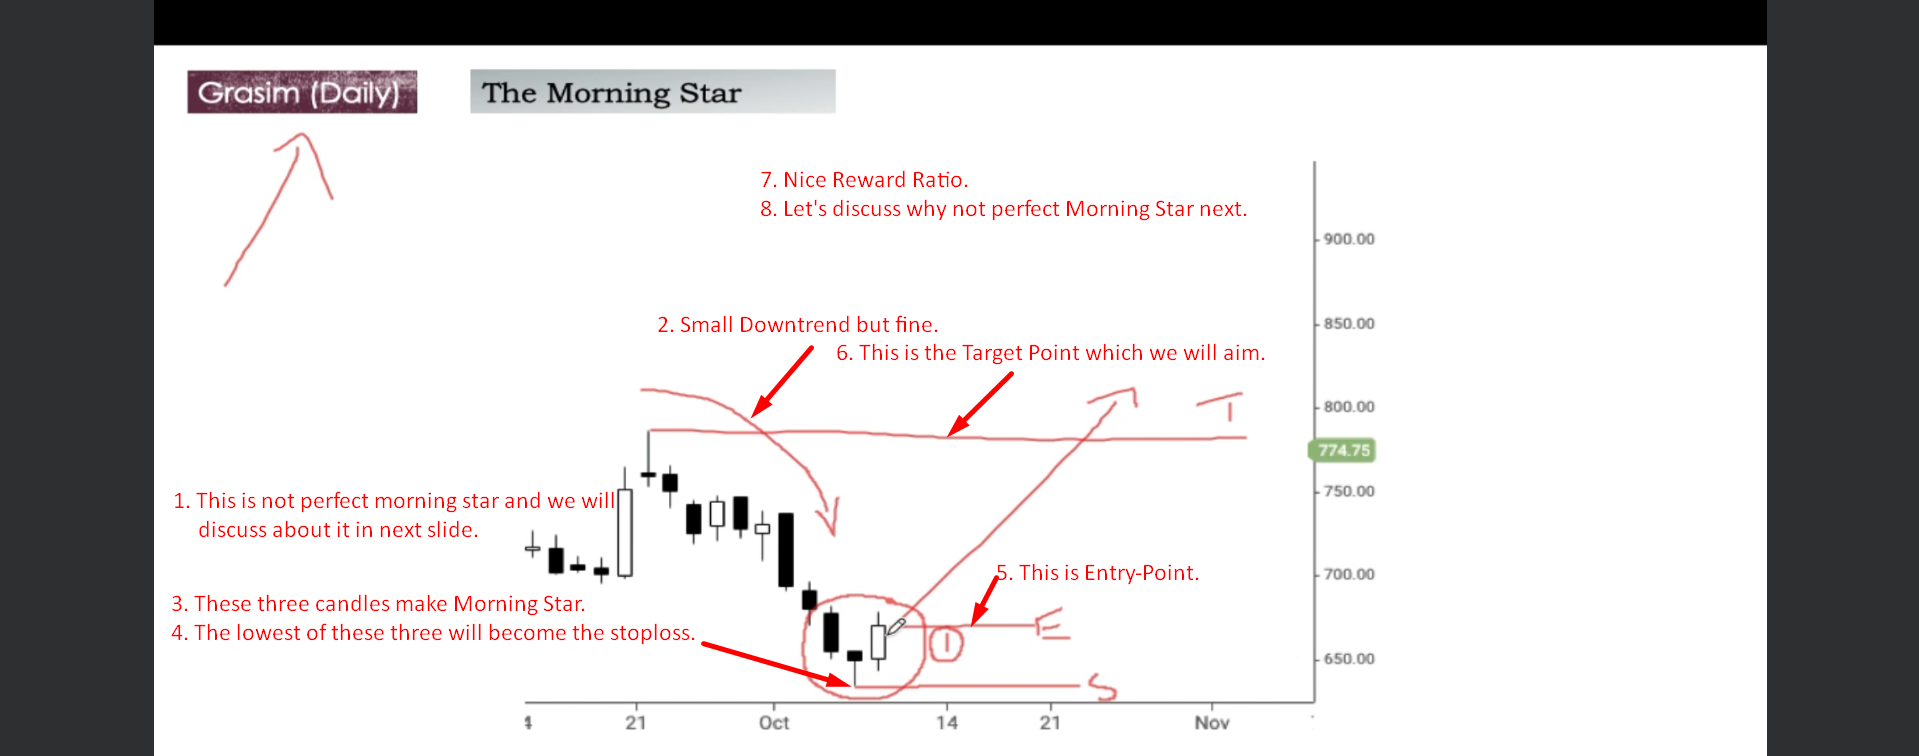 Grasim (Daily)
The Morning Star
7. Nice Reward Ratio.
8. Let's discuss why not perfect Morning Star next.
900.00
2. Small Downtrend but fine.
850.00
6. This is the Target Point which we will aim.
T
800.00
774.75
1. This is not perfect morning star and we will
discuss about it in next slide.
750.00
5. This is Entry-Point.
700.00
3. These three candles make Morning Star.
4. The lowest of these three will become the stoploss.
1
E
650.00
S
4
21
Oct
14
21
Nov